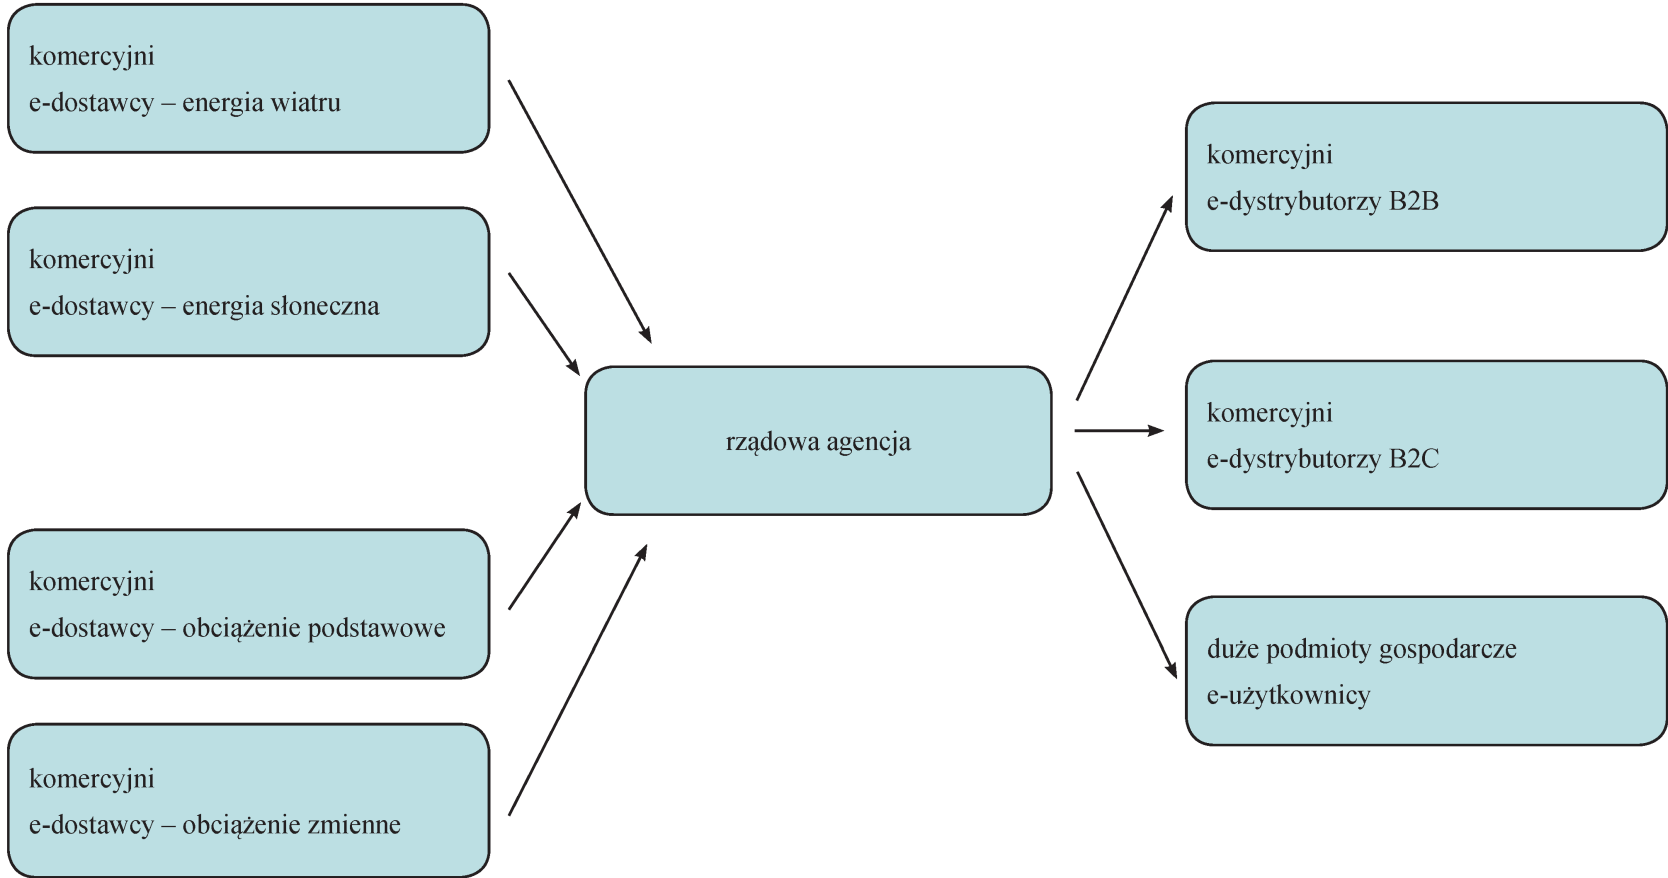 komercyjni
e-dostawcy – energia wiatru
komercyjni
e-dostawcy – energia słoneczna
komercyjni
e-dostawcy – obciążenie podstawowe
komercyjni
e-dostawcy – obciążenie zmienne
rządowa agencja
komercyjni
e-dystrybutorzy B2B
komercyjni
e-dystrybutorzy B2C
duże podmioty gospodarcze
e-użytkownicy